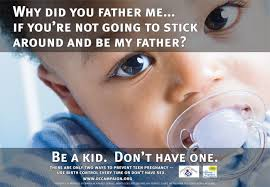 WHY DID YOU FATHER ME...
IF YOU'RE NOT GOING TO STICK
AROUND AND BE MY FATHER?
BE A KID. DON'T HAVE ONE.
THERE ARE ONLY TWO WAYS TO PREVENT TEEN PREGNANCY —
USE BIRTH CONTROL EVERY TIME OR DON'T HAVE SEX.
WWW.DCCAMPAIGN.ORG